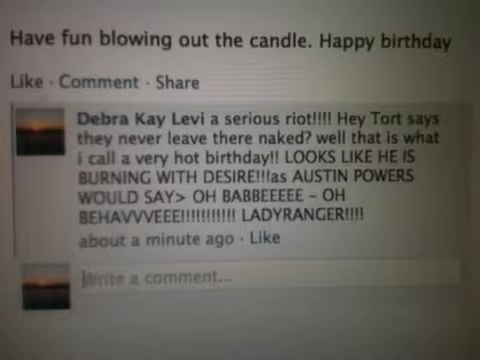 Have fun blowing out the candle. Happy birthday
Like · Comment · Share
Debra Kay Levi a serious riot!!!! Hey Tort says
they never leave there naked? well that is what
i call a very hot birthday!! LOOKS LIKE HE IS
BURNING WITH DESIRE!!!as AUSTIN POWERS
WOULD SAY> OH BABBEEEEE - OH
BEHAVVVEEE!!!!!!!!!!! LADYRANGER!!!!
about a minute ago · Like
Write a comment...